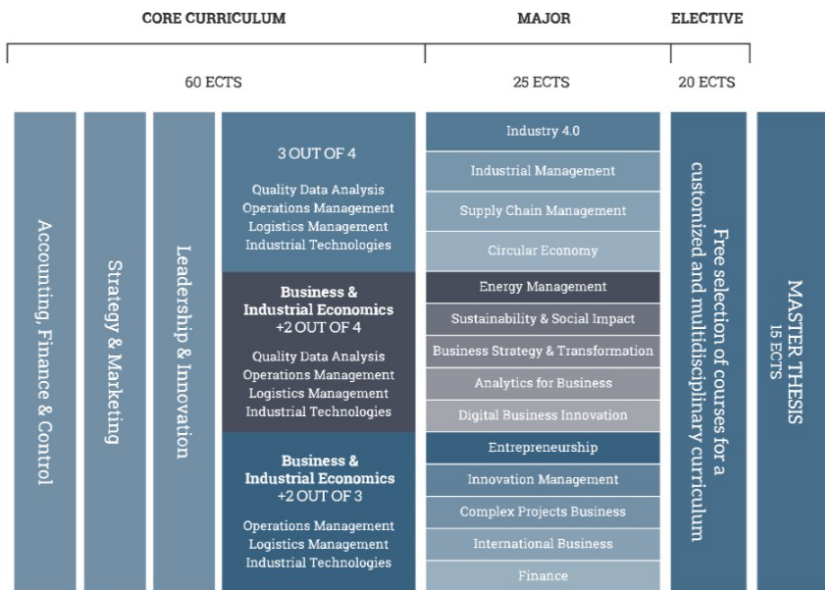 CORE CURRICULUM
MAJOR
ELECTIVE
60 ECTS
25 ECTS
20 ECTS
Accounting, Finance & Control
Strategy & Marketing
Leadership & Innovation
3 OUT OF 4
Quality Data Analysis
Operations Management
Logistics Management
Industrial Technologies
Business &
Industrial Economics
+2 OUT OF 4
Quality Data Analysis
Operations Management
Logistics Management
Industrial Technologies
Business &
Industrial Economics
+2 OUT OF 3
Operations Management
Logistics Management
Industrial Technologies
Industry 4.0
Industrial Management
Supply Chain Management
Circular Economy
Energy Management
Sustainability & Social Impact
Business Strategy & Transformation
Analytics for Business
Digital Business Innovation
Entrepreneurship
Innovation Management
Complex Projects Business
International Business
Finance
Free selection of courses for a
customized and multidisciplinary curriculum
MASTER THESIS
15 ECTS